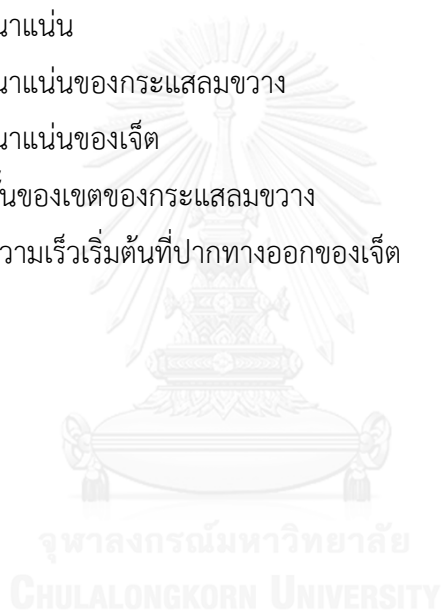 นาแน่น
นาแน่นของกระแสลมขวาง
นาแน่นของเจ็ต
ั้นของเขตของกระแสลมขวาง
วามเร็วเริ่มต้นที่ปากทางออกของเจ็ต
จุฬาลงกรณ์มหาวิทยาลัย
CHULALONGKORN UNIVERSITY